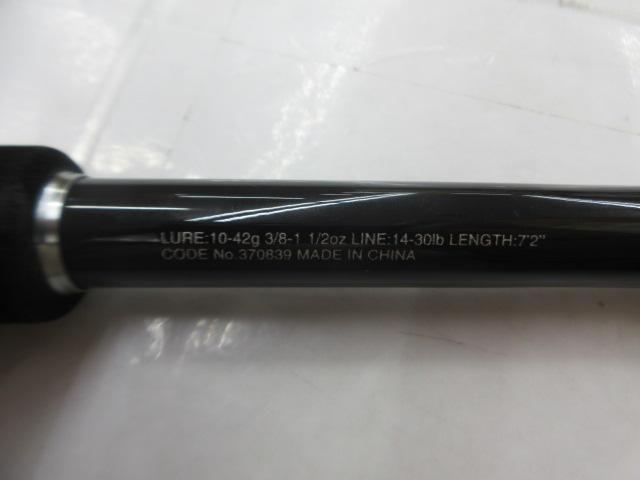 LURE:10-42g 3/8-1 1/2oz LINE:14-30lb LENGTH:7'2"
CODE No.370839 MADE IN CHINA